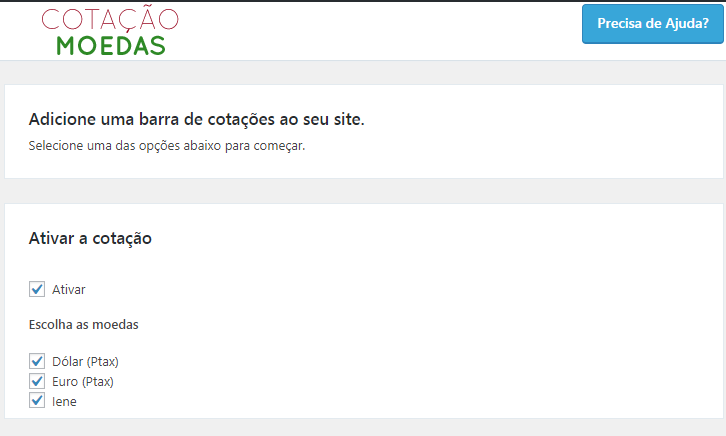 COTAÇÃO
MOEDAS
Precisa de Ajuda?
Adicione uma barra de cotações ao seu site.
Selecione uma das opções abaixo para começar.
Ativar a cotação
Ativar
Escolha as moedas
Dólar (Ptax)
Euro (Ptax)
Iene